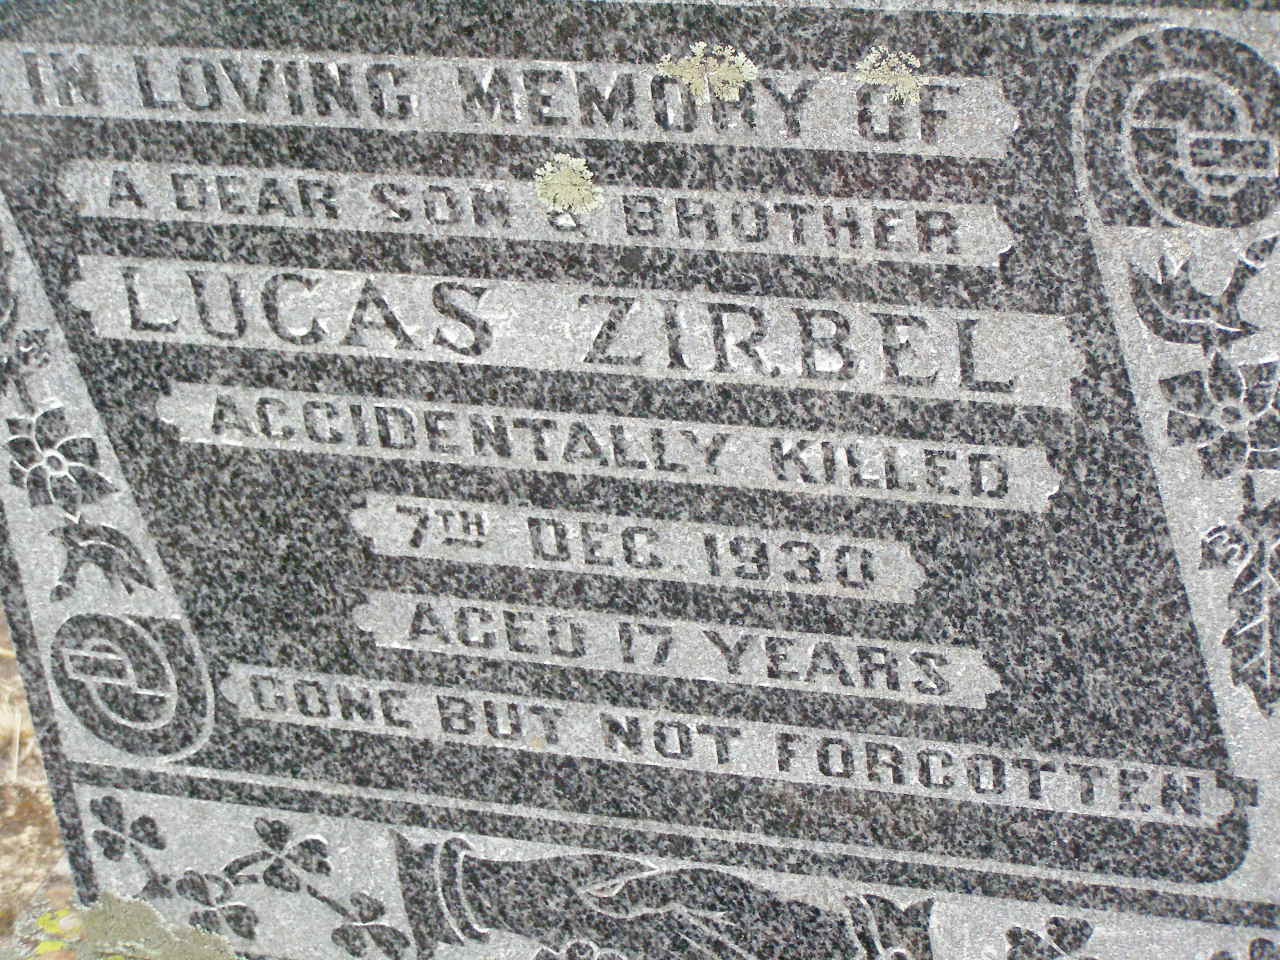 IN LOVING MEMORY OF
A DEAR SON & BROTHER
LUCAS ZIRBEL
ACCIDENTALLY KILLED
7TH DEC. 1930
AGED 17 YEARS
GONE BUT NOT FORGOTTEN